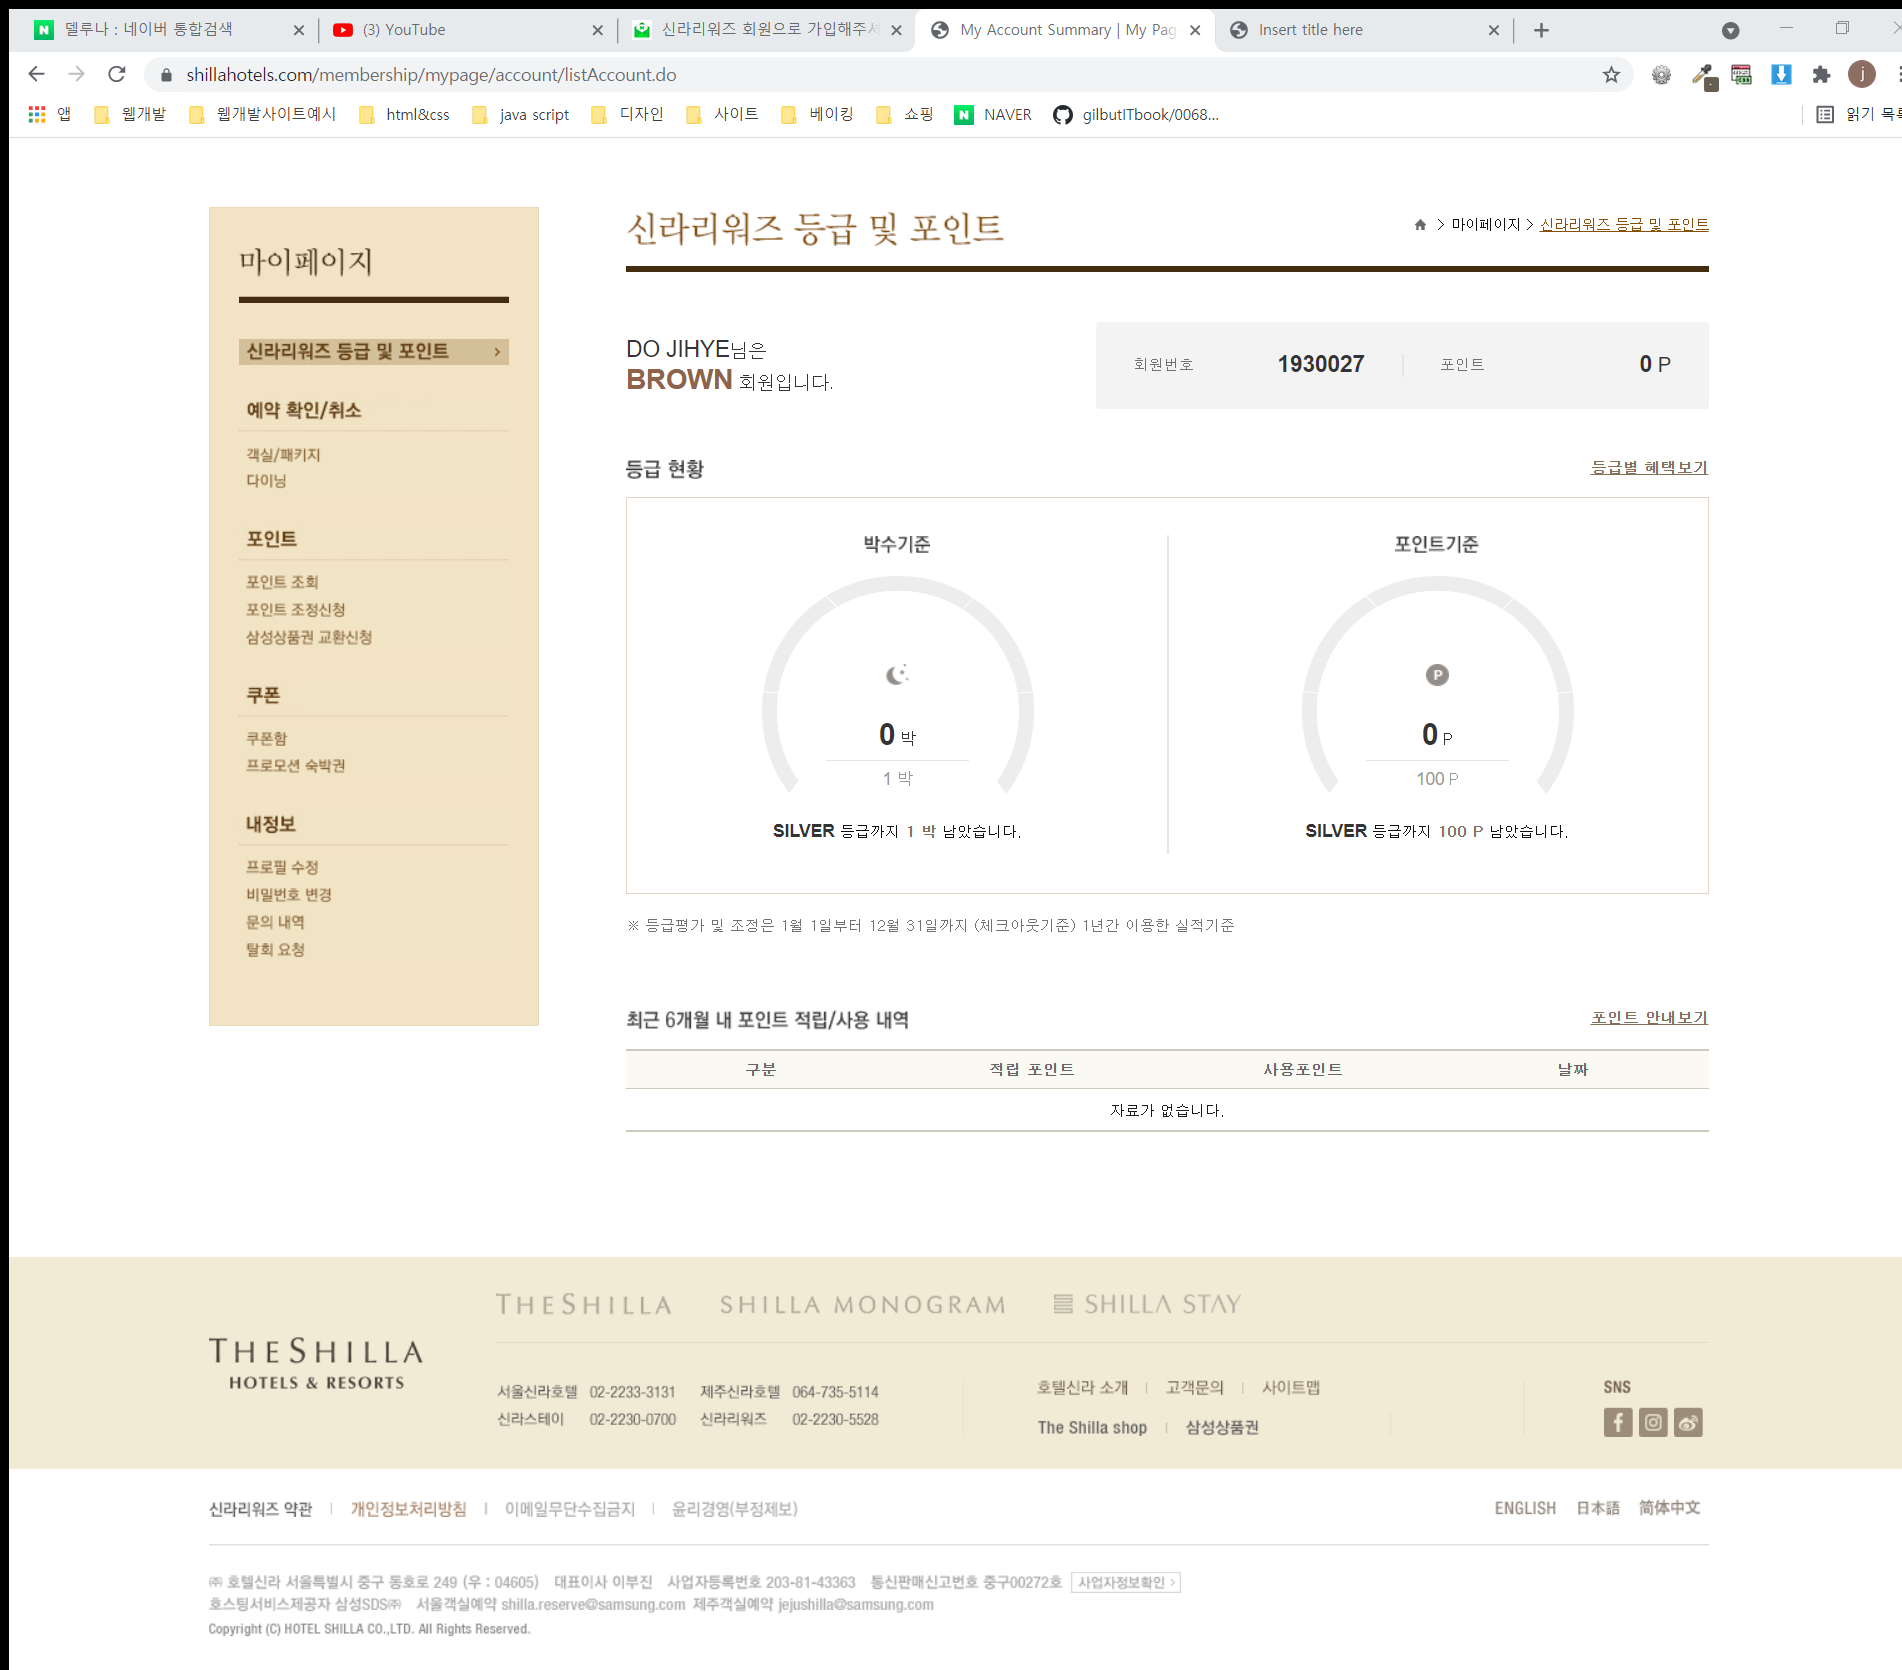 델루나 : 네이버 통합검색
(3) YouTube
신라리워즈 회원으로 가입해주셔
My Account Summary | My Pag
Insert title here
shillahotels.com/membership/mypage/account/listAccount.do
앱 웹개발 웹개발사이트예시 html&css java script 디자인 사이트 베이킹 쇼핑 NAVER gilbutITbook/0068... 읽기 목록
마이페이지
신라리워즈 등급 및 포인트 >
예약 확인/취소
객실/패키지
다이닝
포인트
포인트 조회
포인트 조정신청
삼성상품권 교환신청
쿠폰
쿠폰함
프로모션 숙박권
내정보
프로필 수정
비밀번호 변경
문의 내역
탈회 요청
신라리워즈 등급 및 포인트
> 마이페이지 > 신라리워즈 등급 및 포인트
DO JIHYE님은
BROWN 회원입니다.
회원번호 1930027 포인트 0 P
등급 현황
등급별 혜택보기
박수기준
0 박
1 박
SILVER 등급까지 1 박 남았습니다.
포인트기준
P
0 P
100 P
SILVER 등급까지 100 P 남았습니다.
※ 등급평가 및 조정은 1월 1일부터 12월 31일까지 (체크아웃기준) 1년간 이용한 실적기준
최근 6개월 내 포인트 적립/사용 내역
포인트 안내보기
구분 적립 포인트 사용포인트 날짜
자료가 없습니다.
THE SHILLA
HOTELS & RESORTS
THE SHILLA SHILLA MONOGRAM SHILLA STAY
서울신라호텔 02-2233-3131 제주신라호텔 064-735-5114
신라스테이 02-2230-0700 신라리워즈 02-2230-5528
호텔신라 소개 | 고객문의 | 사이트맵
The Shilla shop | 삼성상품권
SNS
신라리워즈 약관 | 개인정보처리방침 | 이메일무단수집금지 | 윤리경영(부정제보)
ENGLISH 日本語 简体中文
㈜ 호텔신라 서울특별시 중구 동호로 249 (우 : 04605) 대표이사 이부진 사업자등록번호 203-81-43363 통신판매신고번호 중구00272호 사업자정보확인 >
호스팅서비스제공자 삼성SDS㈜ 서울객실예약 shilla.reserve@samsung.com 제주객실예약 jejushilla@samsung.com
Copyright (C) HOTEL SHILLA CO.,LTD. All Rights Reserved.